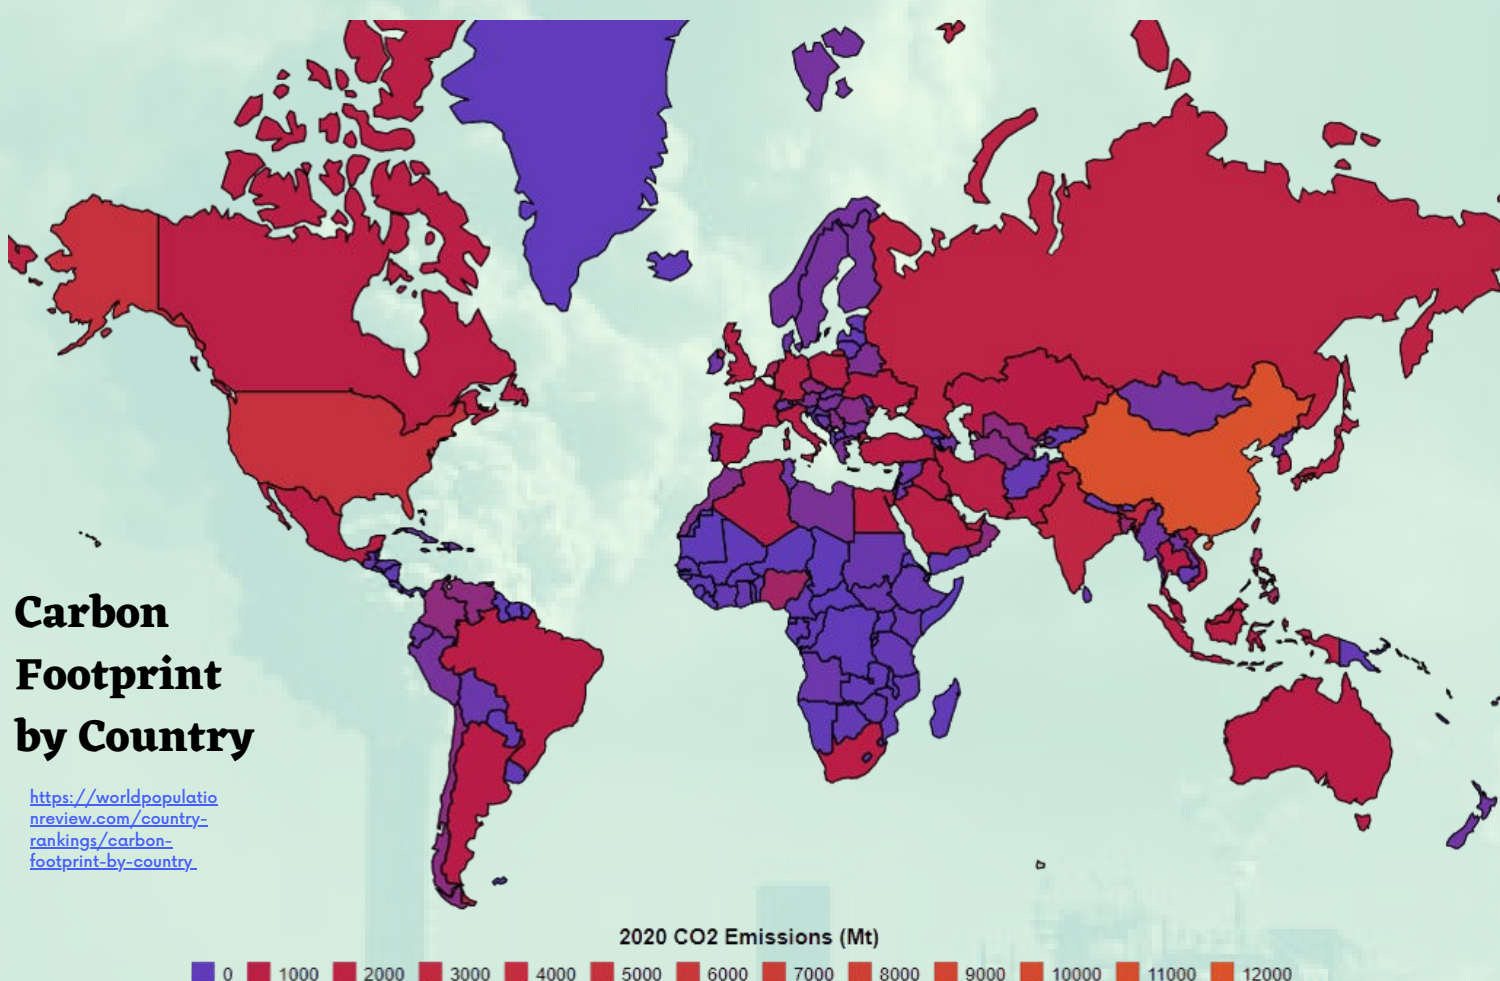 Carbon
Footprint
by Country
https://worldpopulatio
nreview.com/country-
rankings/carbon-
footprint-by-country
2020 CO2 Emissions (Mt)
0 1000 2000 3000 4000 5000 6000 7000 8000 9000 10000 11000 12000